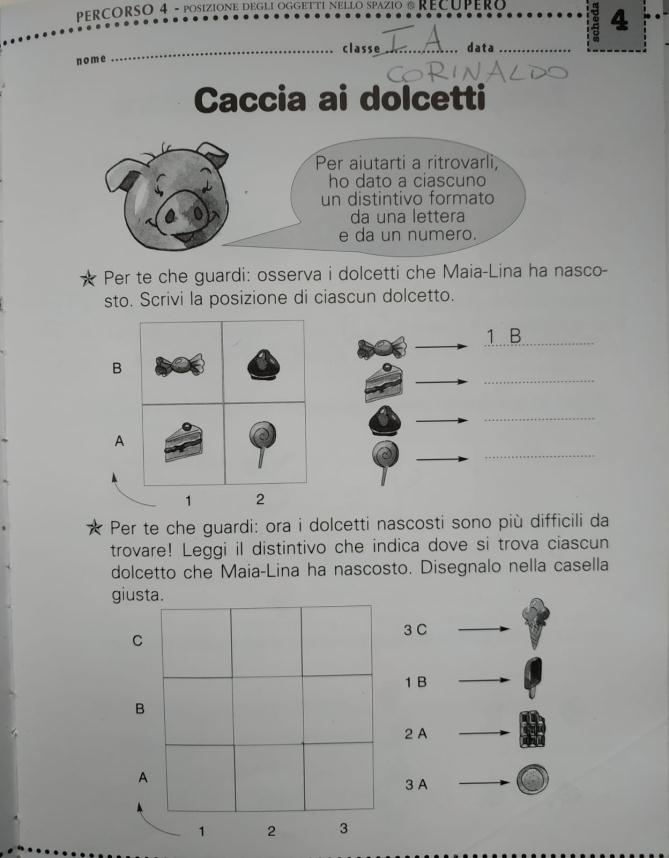 PERCORSO 4 - POSIZIONE DEGLI OGGETTI NELLO SPAZIO RECUPERO
scheda 4
nome classe I A data
CORINALDO
Caccia ai dolcetti
Per aiutarti a ritrovarli,
ho dato a ciascuno
un distintivo formato
da una lettera
e da un numero.
Per te che guardi: osserva i dolcetti che Maia-Lina ha nasco-
sto. Scrivi la posizione di ciascun dolcetto.
1 B
B
A
1 2
Per te che guardi: ora i dolcetti nascosti sono più difficili da
trovare! Leggi il distintivo che indica dove si trova ciascun
dolcetto che Maia-Lina ha nascosto. Disegnalo nella casella
giusta.
C
B
A
1 2 3
3 C
1 B
2 A
3 A